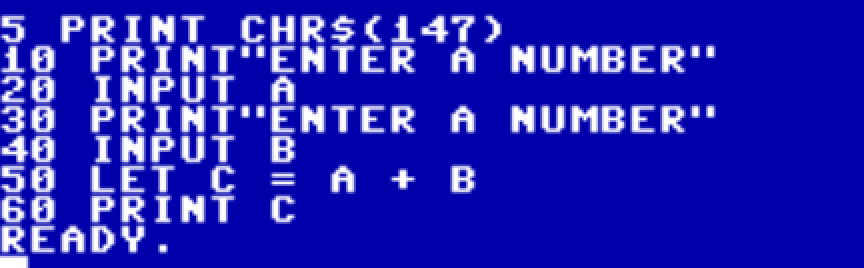 5 PRINT CHR$(147)
10 PRINT"ENTER A NUMBER"
20 INPUT A
30 PRINT"ENTER A NUMBER"
40 INPUT B
50 LET C = A + B
60 PRINT C
READY.